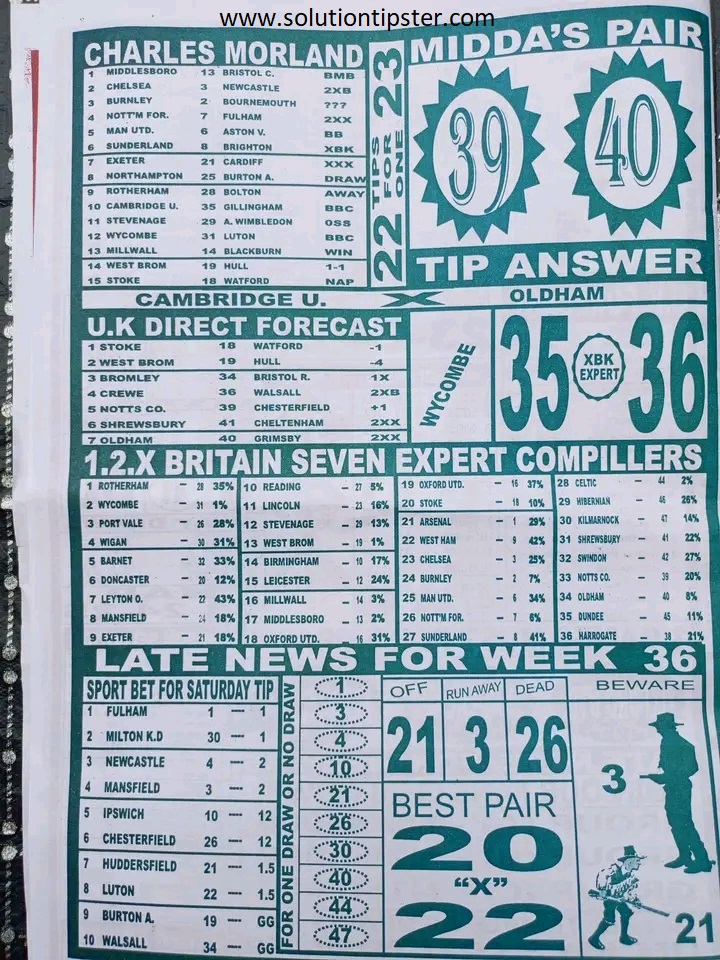 www.solutiontipster.com
CHARLES MORLAND
1 MIDDLESBORO 13 BRISTOL C. BMB
2 CHELSEA 3 NEWCASTLE 2XB
3 BURNLEY 2 BOURNEMOUTH ???
4 NOTT'M FOR. 7 FULHAM 2XX
5 MAN UTD. 6 ASTON V. BB
6 SUNDERLAND 8 BRIGHTON XBK
7 EXETER 21 CARDIFF XXX
8 NORTHAMPTON 25 BURTON A. DRAW
9 ROTHERHAM 28 BOLTON AWAY
10 CAMBRIDGE U. 35 GILLINGHAM BBC
11 STEVENAGE 29 A. WIMBLEDON OSS
12 WYCOMBE 31 LUTON BBC
13 MILLWALL 14 BLACKBURN WIN
14 WEST BROM 19 HULL 1-1
15 STOKE 18 WATFORD NAP
22 TIPS FOR ONE 23
MIDDA'S PAIR
39 40
TIP ANSWER
CAMBRIDGE U. X OLDHAM
U.K DIRECT FORECAST
1 STOKE 18 WATFORD -1
2 WEST BROM 19 HULL -4
3 BROMLEY 34 BRISTOL R. 1X
4 CREWE 36 WALSALL 2XB
5 NOTTS CO. 39 CHESTERFIELD +1
6 SHREWSBURY 41 CHELTENHAM 2XX
7 OLDHAM 40 GRIMSBY 2XX
WYCOMBE
35 XBK EXPERT 36
1.2.X BRITAIN SEVEN EXPERT COMPILLERS
1 ROTHERHAM - 28 35%
2 WYCOMBE - 31 1%
3 PORT VALE - 26 28%
4 WIGAN - 30 31%
5 BARNET - 32 33%
6 DONCASTER - 20 12%
7 LEYTON O. - 22 43%
8 MANSFIELD - 24 18%
9 EXETER - 21 18%
10 READING - 27 5%
11 LINCOLN - 23 16%
12 STEVENAGE - 29 13%
13 WEST BROM - 19 1%
14 BIRMINGHAM - 10 17%
15 LEICESTER - 12 24%
16 MILLWALL - 14 3%
17 MIDDLESBORO - 13 2%
18 OXFORD UTD. - 16 31%
19 OXFORD UTD. - 16 37%
20 STOKE - 18 10%
21 ARSENAL - 1 29%
22 WEST HAM - 9 42%
23 CHELSEA - 3 25%
24 BURNLEY - 2 7%
25 MAN UTD. - 6 34%
26 NOTT'M FOR. - 7 6%
27 SUNDERLAND - 8 41%
28 CELTIC - 44 2%
29 HIBERNIAN - 46 26%
30 KILMARNOCK - 47 14%
31 SHREWSBURY - 41 22%
32 SWINDON - 42 27%
33 NOTTS CO. - 39 20%
34 OLDHAM - 40 8%
35 DUNDEE - 45 11%
36 HARROGATE - 38 21%
LATE NEWS FOR WEEK 36
SPORT BET FOR SATURDAY TIP
1 FULHAM 1 --- 1
2 MILTON K.D 30 --- 1
3 NEWCASTLE 4 --- 2
4 MANSFIELD 3 --- 2
5 IPSWICH 10 --- 12
6 CHESTERFIELD 26 --- 12
7 HUDDERSFIELD 21 --- 1.5
8 LUTON 22 --- 1.5
9 BURTON A. 19 --- GG
10 WALSALL 34 --- GG
FOR ONE DRAW OR NO DRAW
1
3
4
10
21
26
30
40
44
47
OFF RUN AWAY DEAD
21 3 26
BEST PAIR
20
"X"
22
BEWARE
3
21